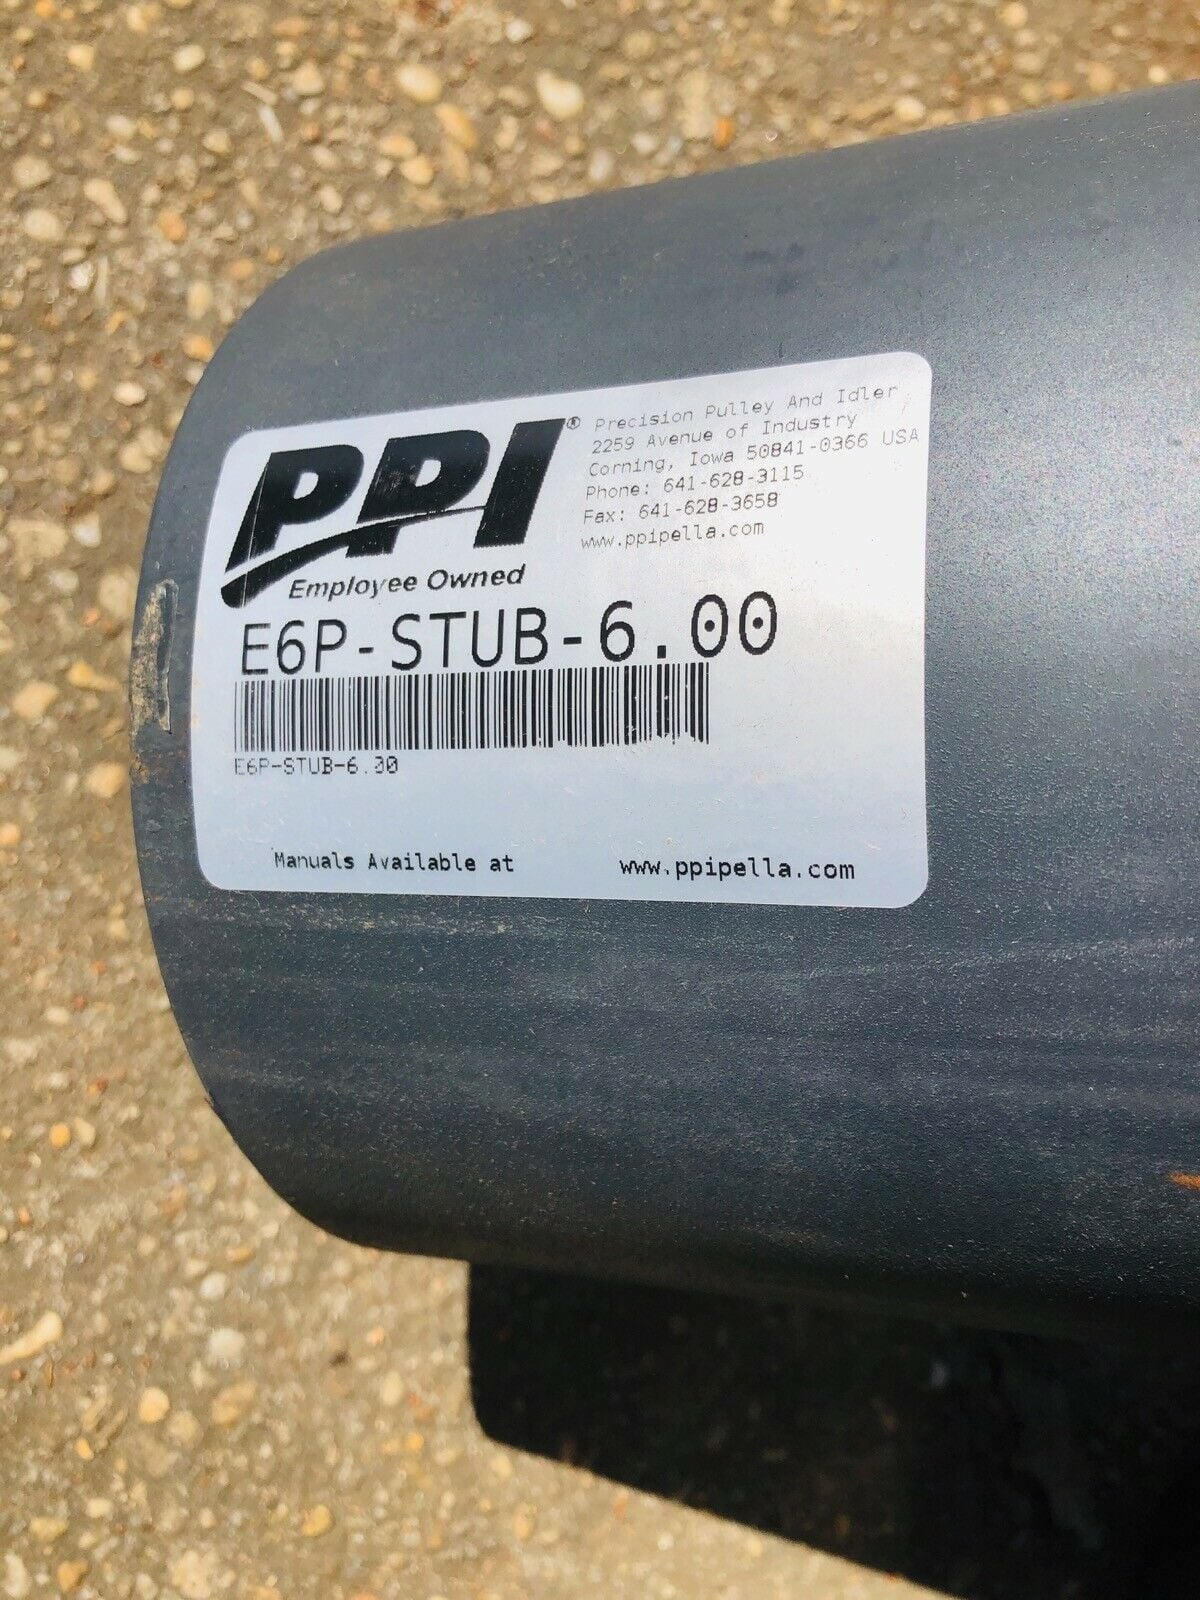 PPI®
Employee Owned
Precision Pulley And Idler
2259 Avenue of Industry
Corning, Iowa 50841-0366 USA
Phone: 641-628-3115
Fax: 641-628-3658
www.ppipella.com
E6P-STUB-6.00
E6P-STUB-6.00
Manuals Available at www.ppipella.com